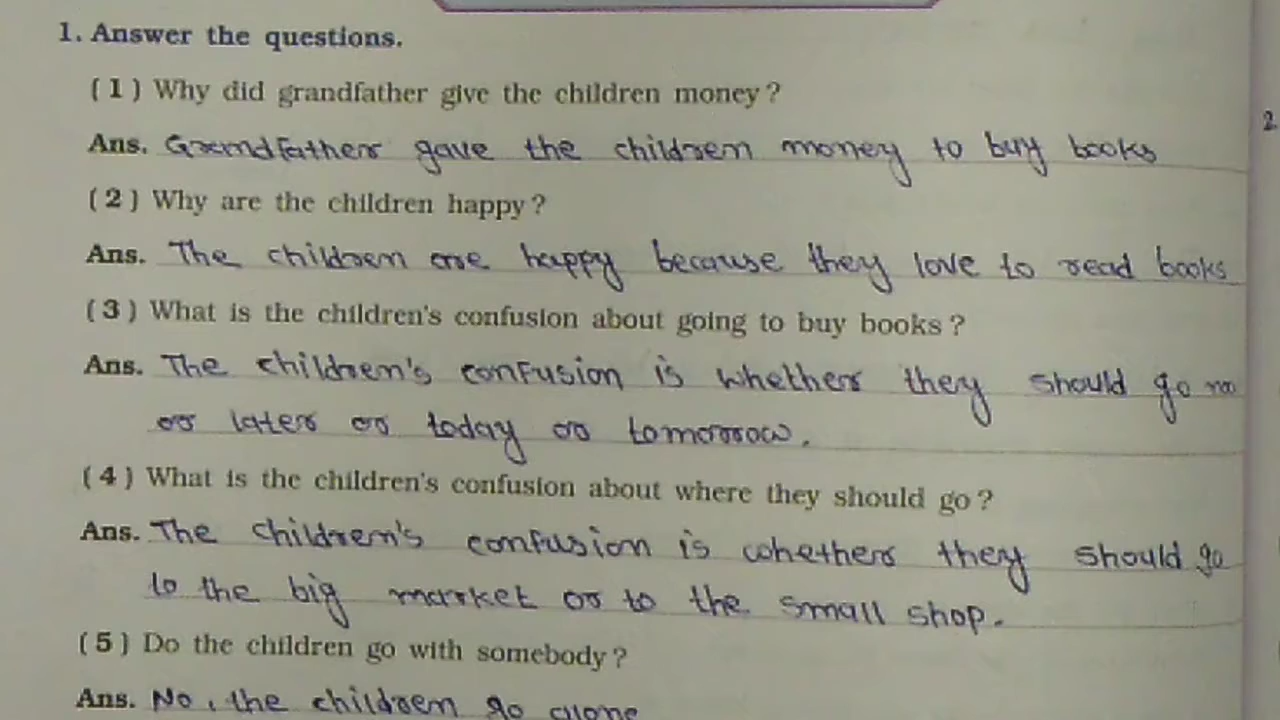 1. Answer the questions.
(1) Why did grandfather give the children money?
Ans. Grandfather gave the children money to buy books
2
(2) Why are the children happy?
Ans. The children are happy because they love to read books
(3) What is the children's confusion about going to buy books?
Ans. The children's confusion is whether they should go
or later or today or tomorrow.
(4) What is the children's confusion about where they should go?
Ans. The children's confusion is whether they should go
to the big market or to the small shop.
(5) Do the children go with somebody?
Ans. No, the children go alone